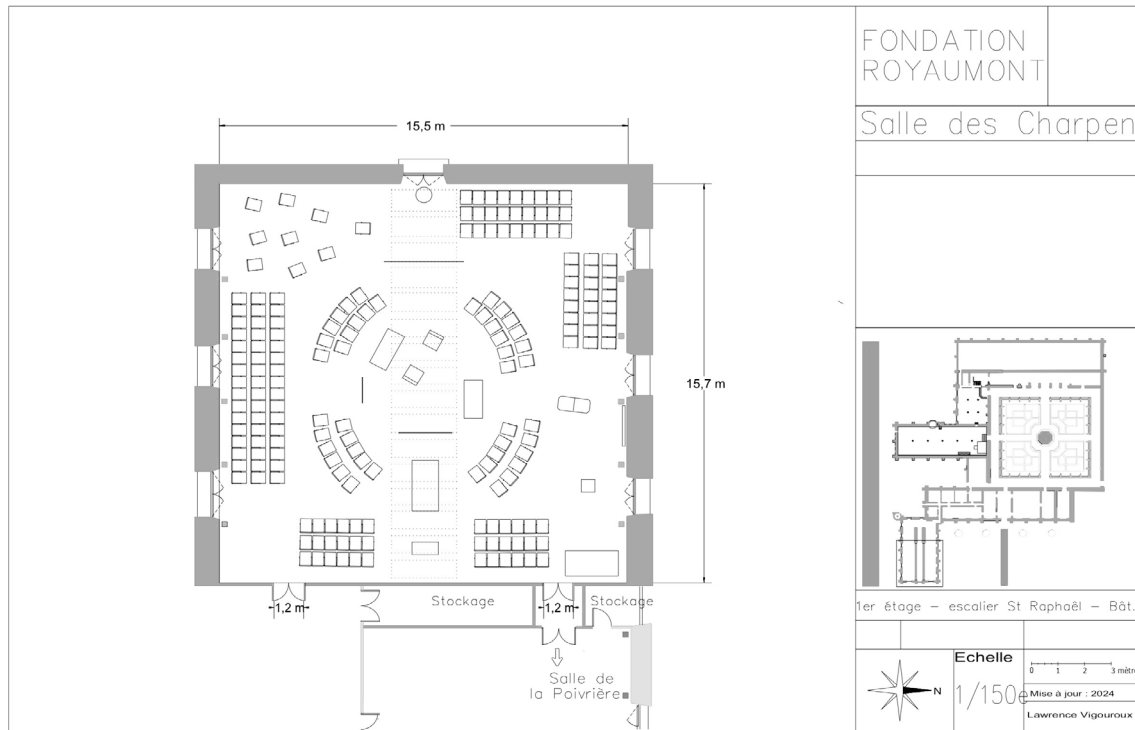 FONDATION
ROYAUMONT
Salle des Charpen
15,5 m
15,7 m
Stockage
Stockage
1,2 m
1,2 m
Salle de
la Poivrière
1er étage – escalier St Raphaël – Bât.
N
Echelle
1/150e
0 1 2 3 mètre
Mise à jour : 2024
Lawrence Vigouroux